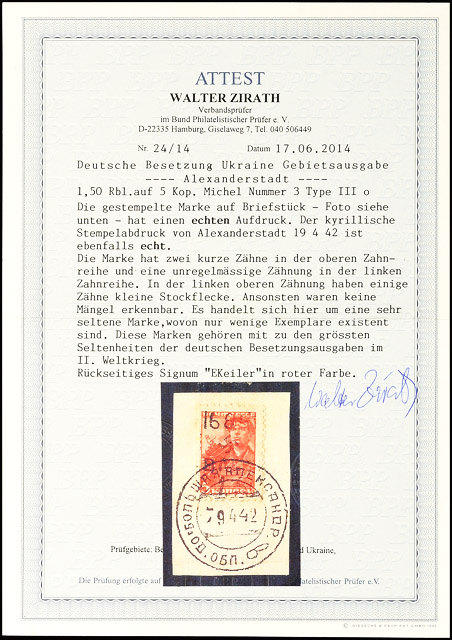 ATTEST
WALTER ZIRATH
Verbandsprüfer
im Bund Philatelistischer Prüfer e. V.
D-22335 Hamburg, Giselaweg 7, Tel. 040 506449
Nr. 24/14 Datum 17.06.2014
Deutsche Besetzung Ukraine Gebietsausgabe
---- Alexanderstadt ----
1,50 Rbl.auf 5 Kop. Michel Nummer 3 Type III o
Die gestempelte Marke auf Briefstück - Foto siehe
unten - hat einen echten Aufdruck. Der kyrillische
Stempelabdruck von Alexanderstadt 19 4 42 ist
ebenfalls echt.
Die Marke hat zwei kurze Zähne in der oberen Zahn-
reihe und eine unregelmässige Zähnung in der linken
Zahnreihe. In der linken oberen Zähnung haben einige
Zähne kleine Stockflecke. Ansonsten waren keine
Mängel erkennbar. Es handelt sich hier um eine sehr
seltene Marke,wovon nur wenige Exemplare existent
sind. Diese Marken gehören mit zu den grössten
Seltenheiten der deutschen Besetzungsausgaben im
II. Weltkrieg.
Rückseitiges Signum "EKeiler"in roter Farbe.
Walter Zirath
Prüfgebiete: Be d Ukraine,
Die Prüfung erfolgte auf ilatelistischer Prüfer e.V.